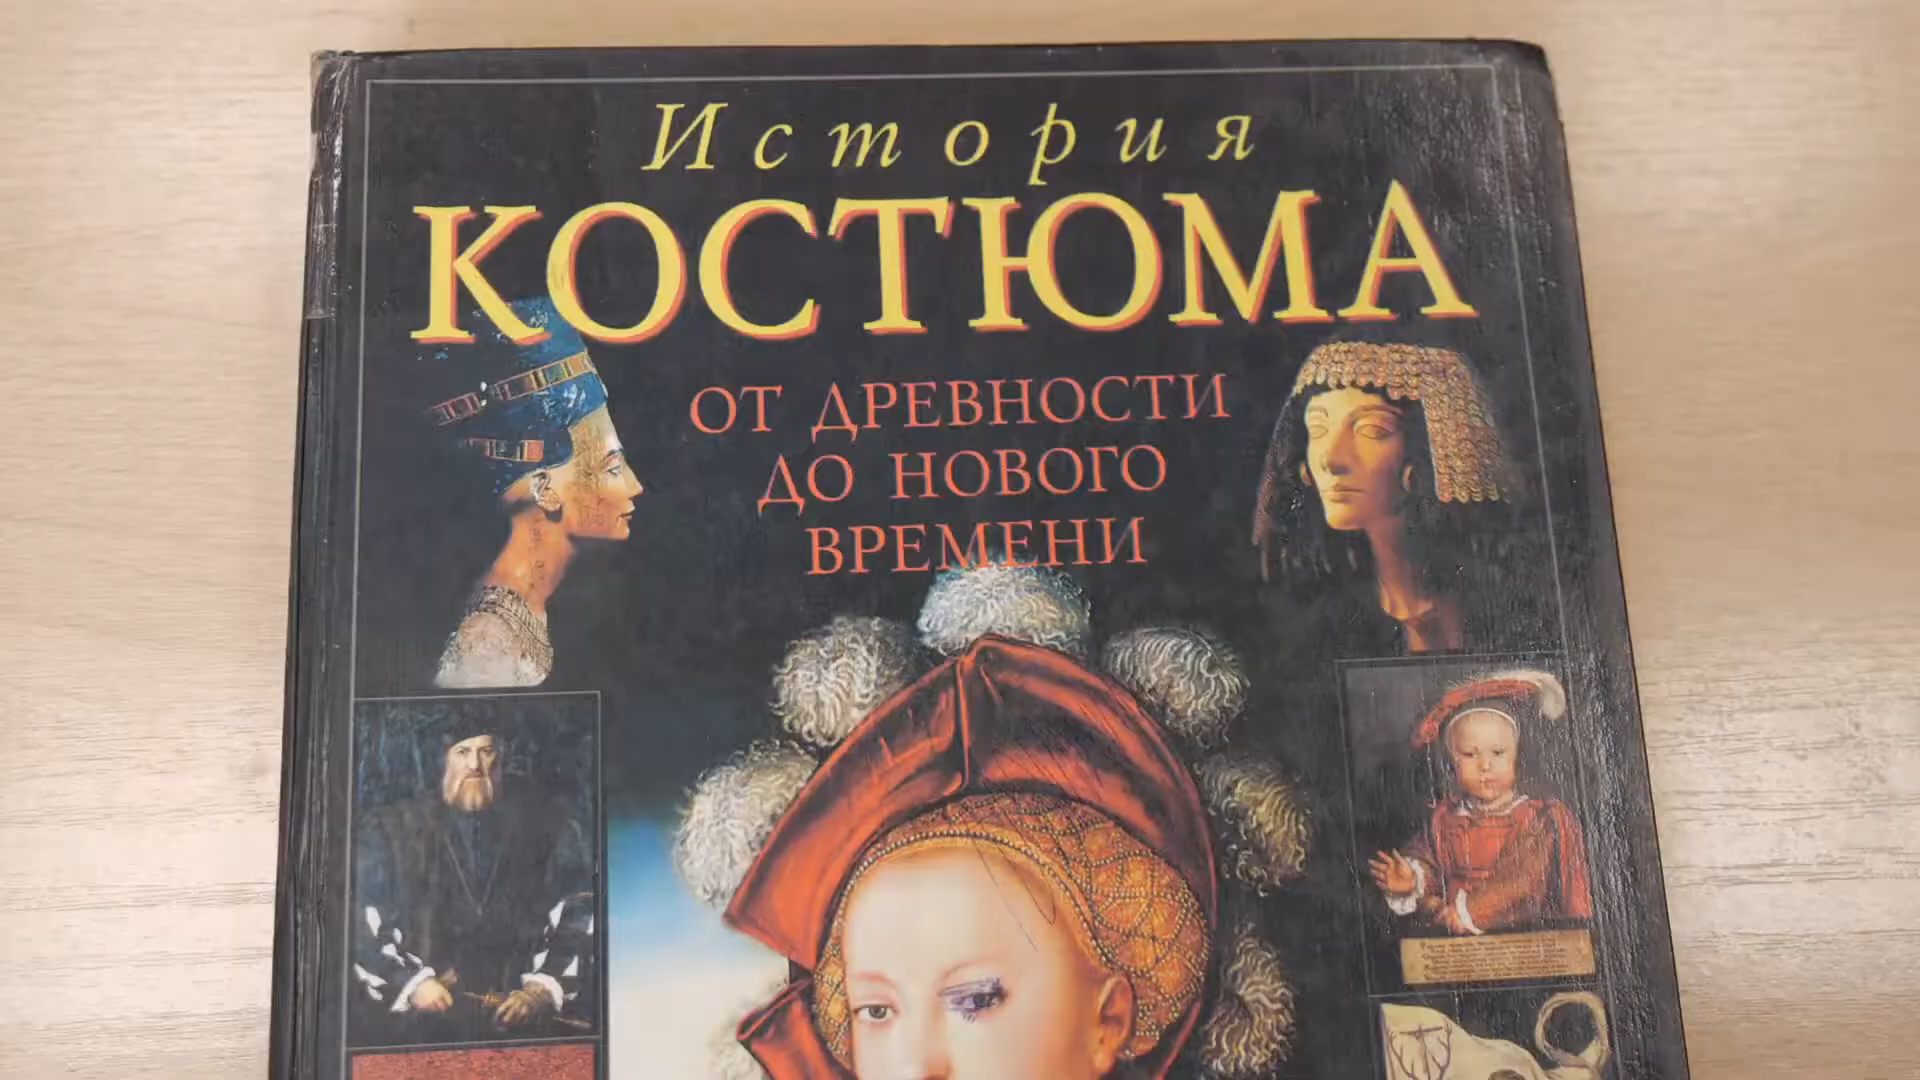 История
КОСТЮМА
ОТ ДРЕВНОСТИ
ДО НОВОГО
ВРЕМЕНИ